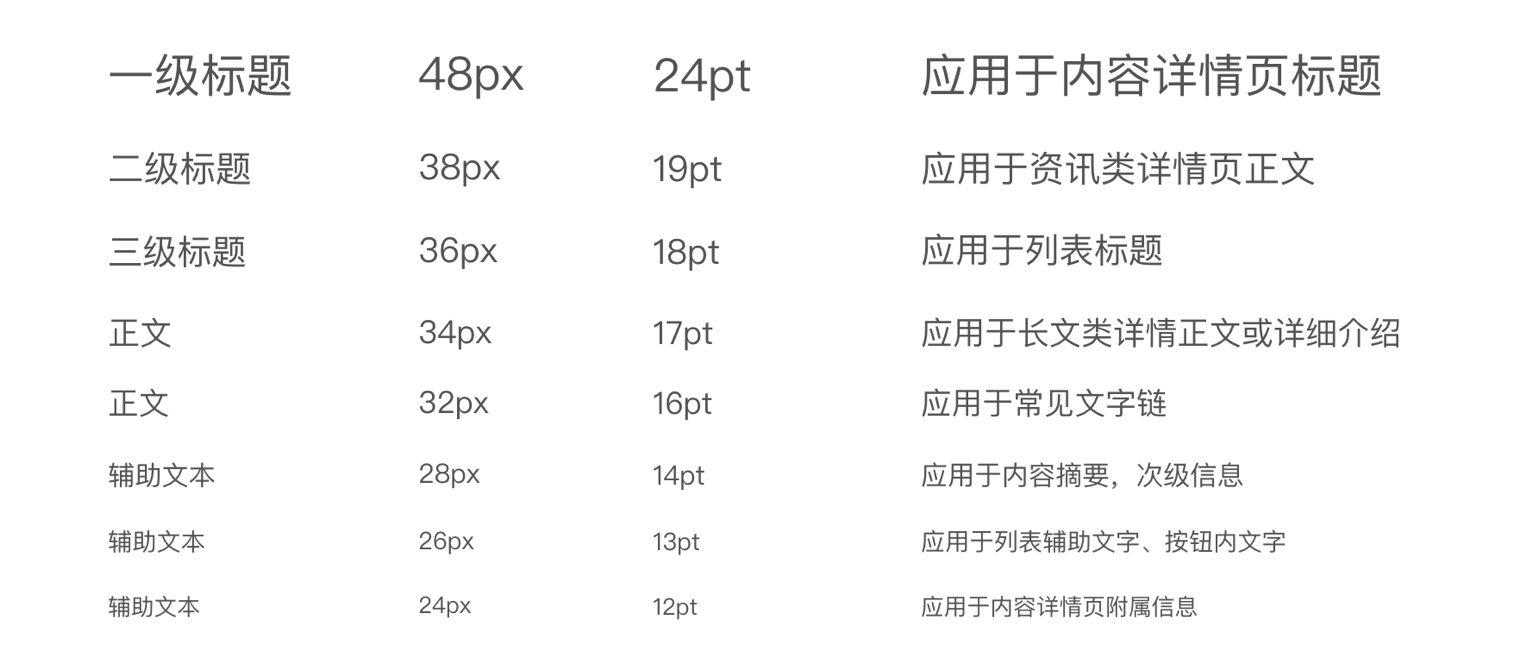 一级标题 48px 24pt 应用于内容详情页标题
二级标题 38px 19pt 应用于资讯类详情页正文
三级标题 36px 18pt 应用于列表标题
正文 34px 17pt 应用于长文类详情正文或详细介绍
正文 32px 16pt 应用于常见文字链
辅助文本 28px 14pt 应用于内容摘要，次级信息
辅助文本 26px 13pt 应用于列表辅助文字、按钮内文字
辅助文本 24px 12pt 应用于内容详情页附属信息